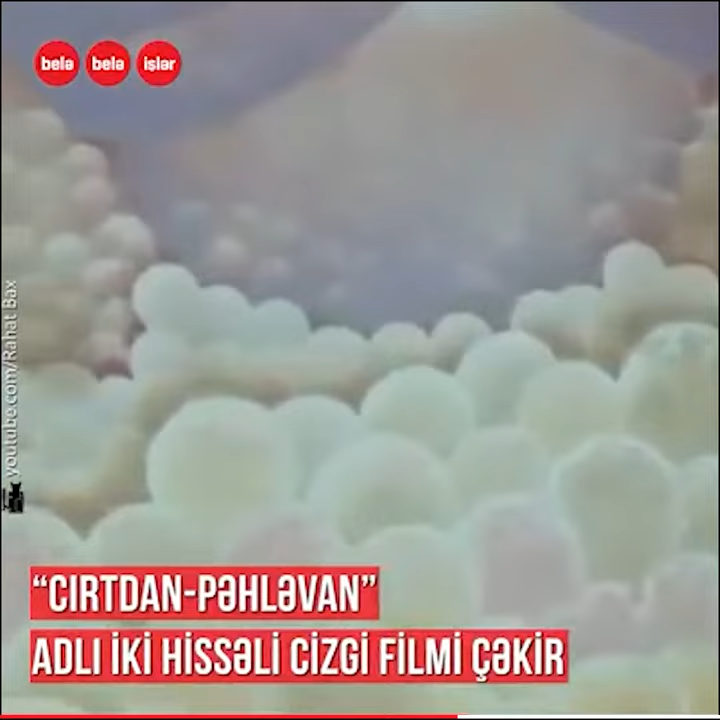 belə belə işlər
youtube.com/Rahat Bax
“CIRTDAN-PƏHLƏVAN”
ADLI İKİ HİSSƏLİ CİZGİ FİLMİ ÇƏKİR